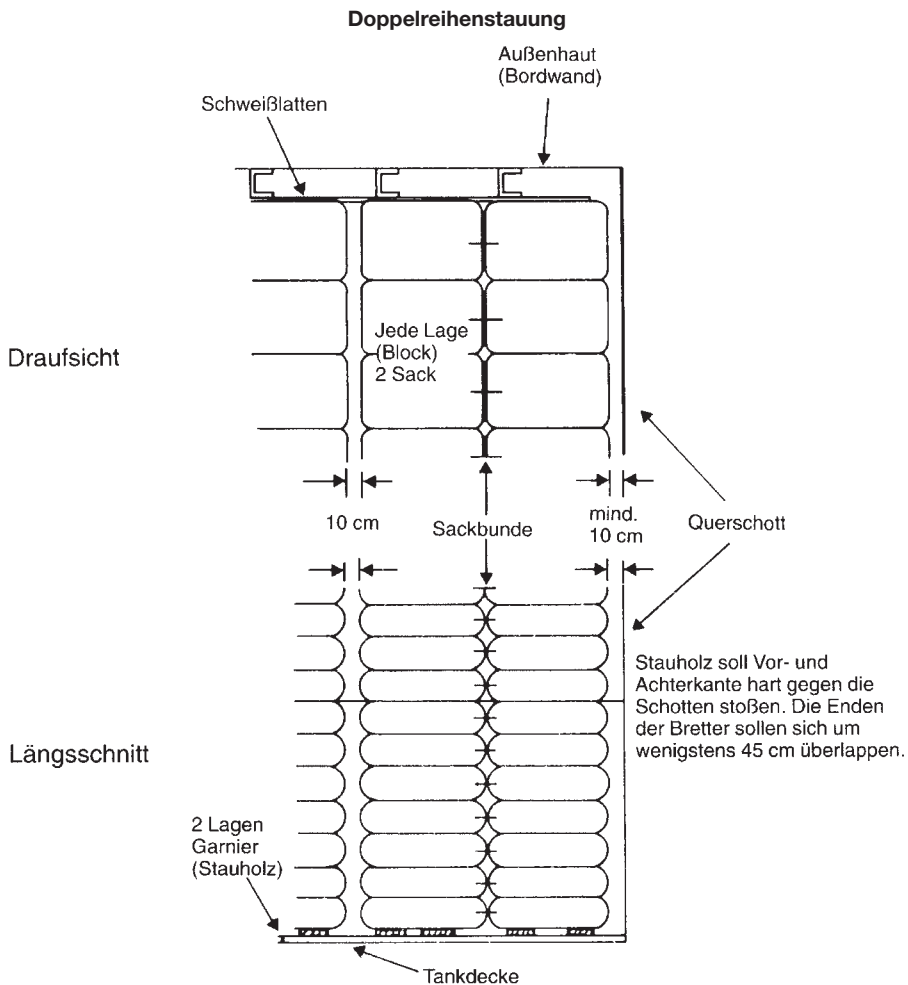 Doppelreihenstauung
Außenhaut
(Bordwand)
Schweißlatten
Draufsicht
Jede Lage
(Block)
2 Sack
10 cm
Sackbunde
mind.
10 cm
Querschott
Stauholz soll Vor- und
Achterkante hart gegen die
Schotten stoßen. Die Enden
der Bretter sollen sich um
wenigstens 45 cm überlappen.
Längsschnitt
2 Lagen
Garnier
(Stauholz)
Tankdecke